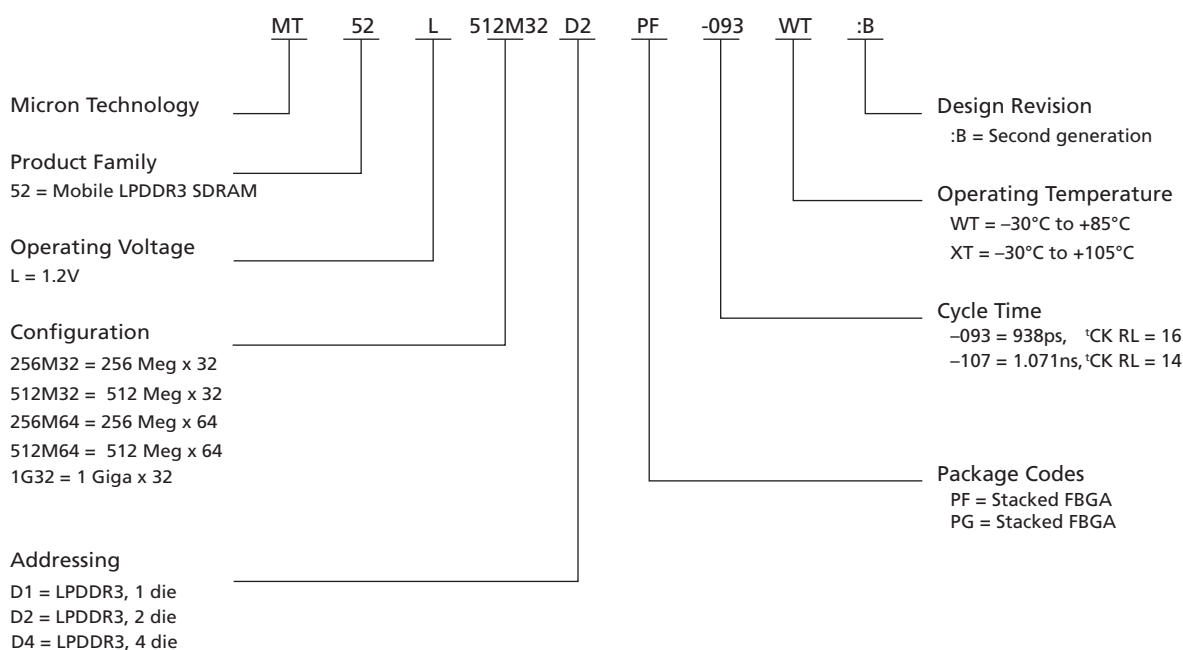 MT 52 L 512M32 D2 PF -093 WT :B
Micron Technology
Product Family
52 = Mobile LPDDR3 SDRAM
Operating Voltage
L = 1.2V
Configuration
256M32 = 256 Meg x 32
512M32 = 512 Meg x 32
256M64 = 256 Meg x 64
512M64 = 512 Meg x 64
1G32 = 1 Giga x 32
Addressing
D1 = LPDDR3, 1 die
D2 = LPDDR3, 2 die
D4 = LPDDR3, 4 die
Design Revision
:B = Second generation
Operating Temperature
WT = –30°C to +85°C
XT = –30°C to +105°C
Cycle Time
–093 = 938ps, ᵗCK RL = 16
–107 = 1.071ns, ᵗCK RL = 14
Package Codes
PF = Stacked FBGA
PG = Stacked FBGA